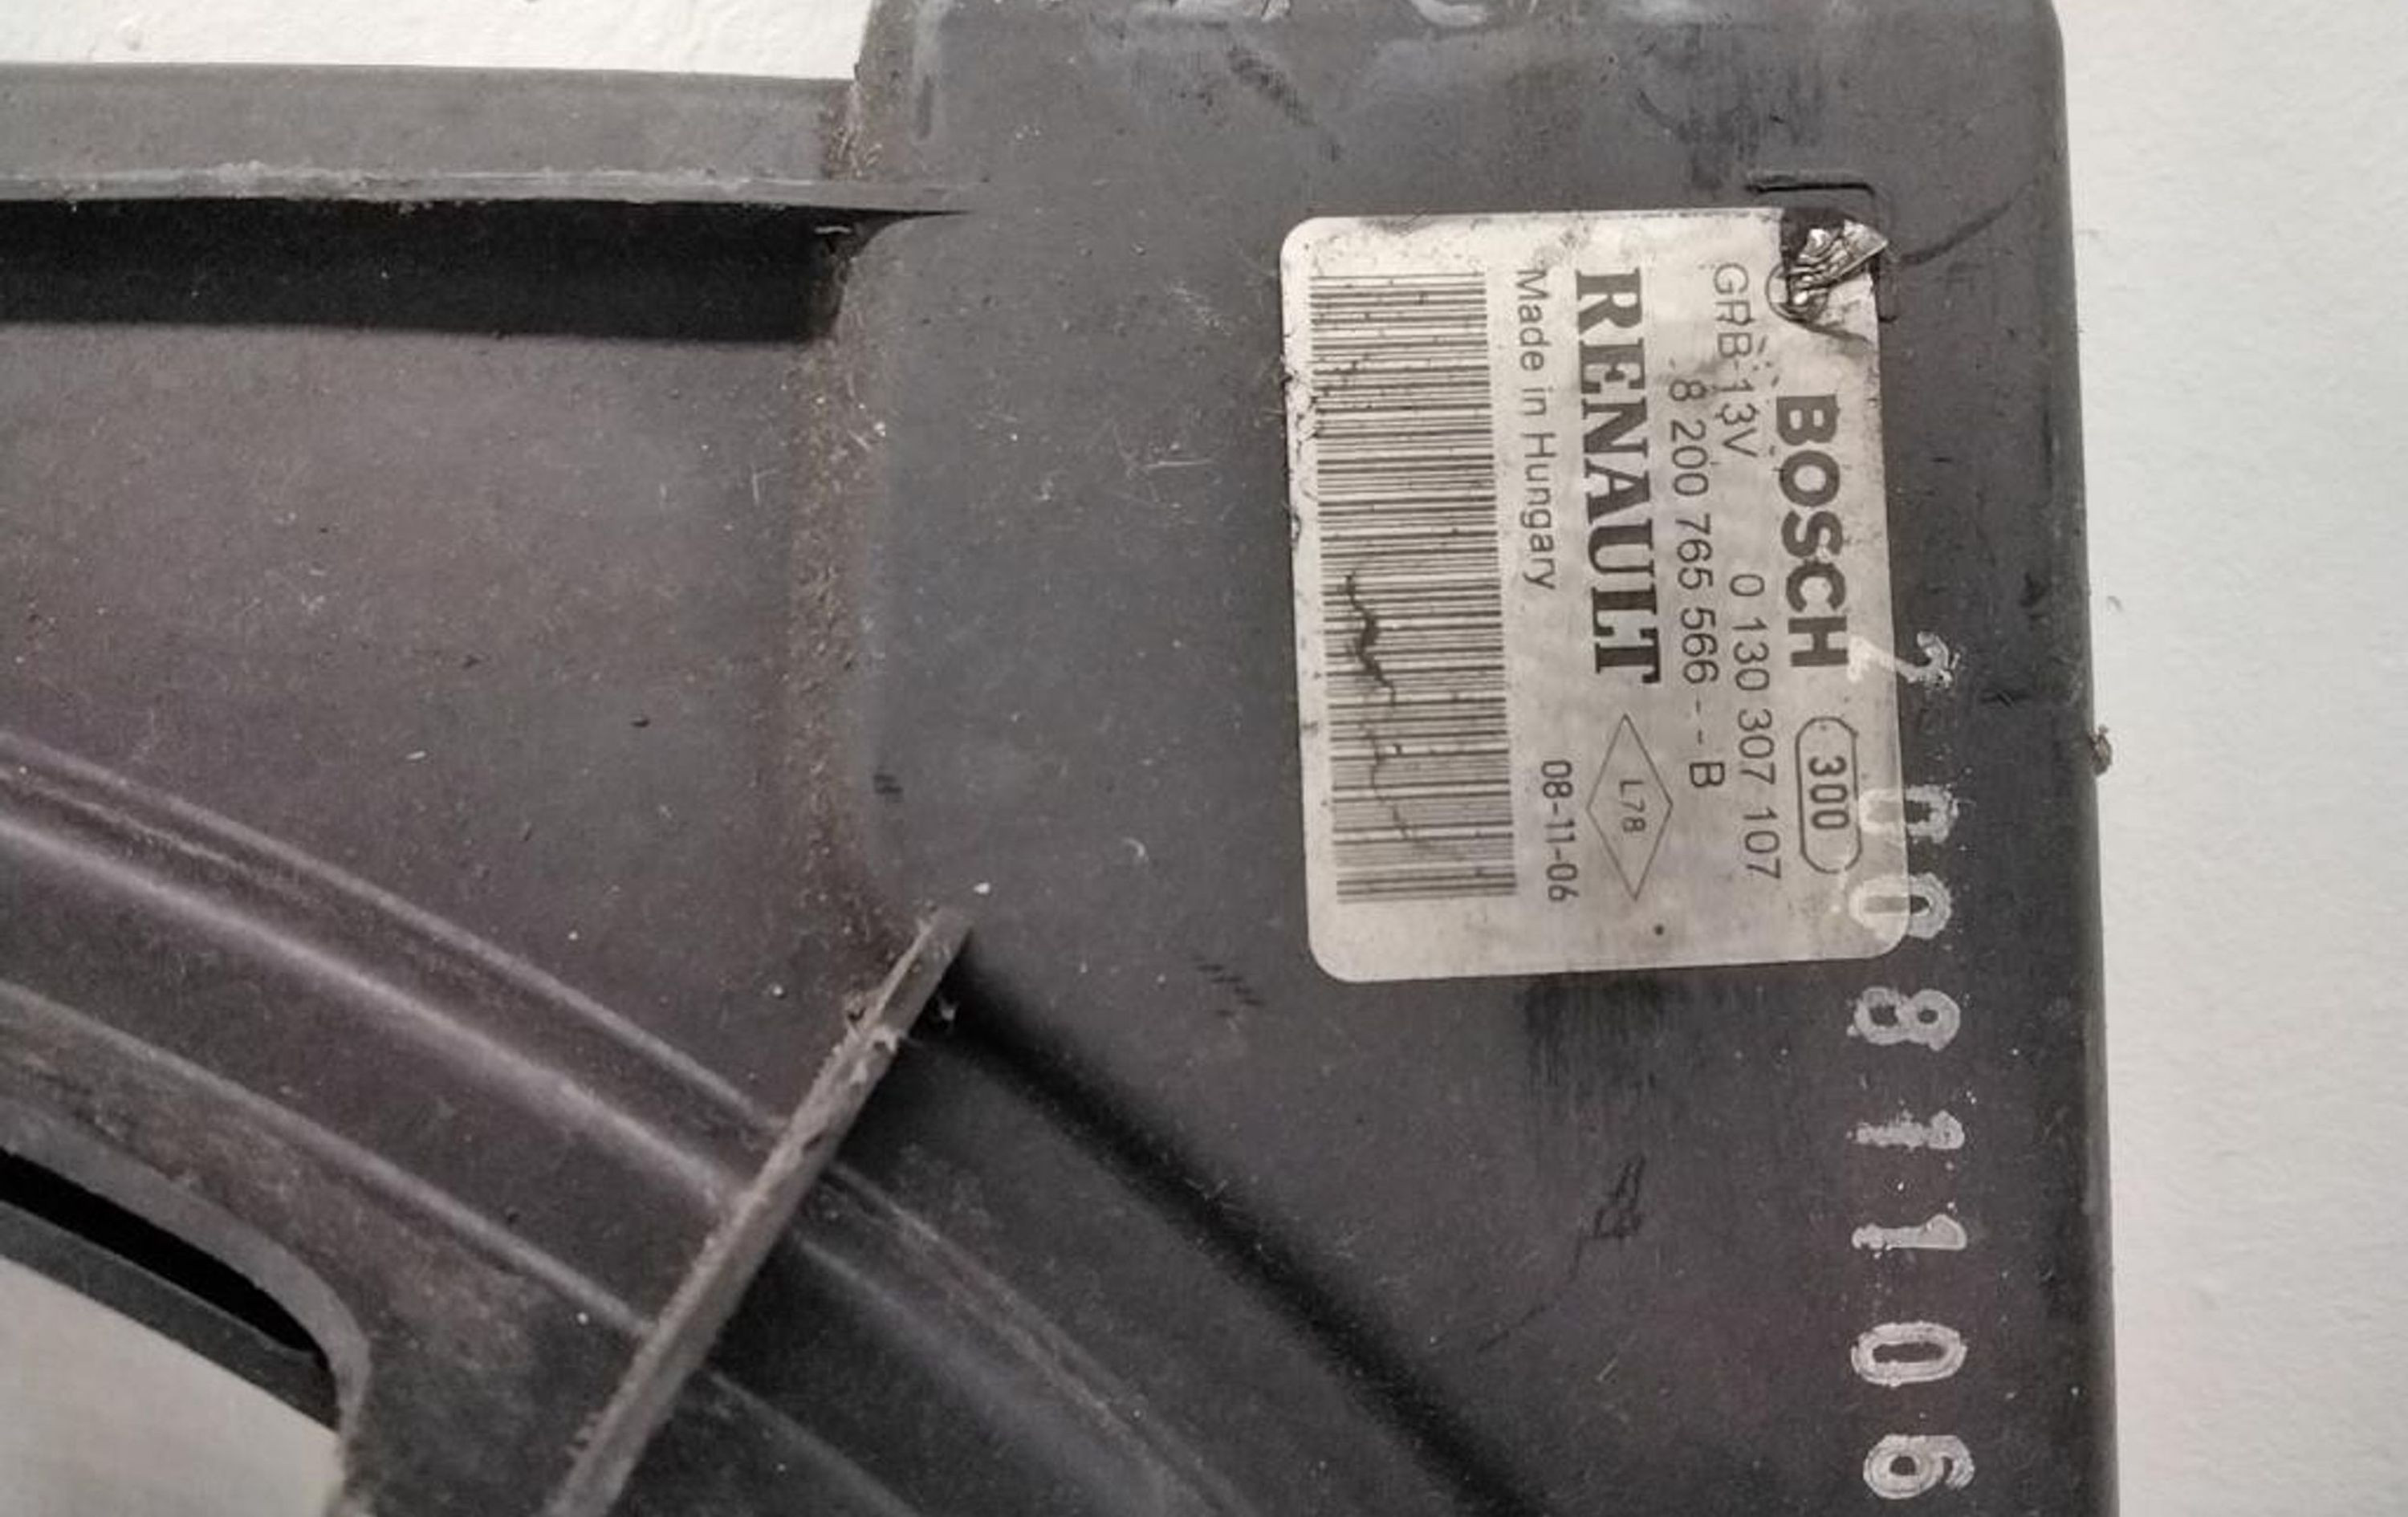 BOSCH 300
GRB 13V 0 130 307 107
8 200 765 566 - - B
RENAULT L78
Made in Hungary 08-11-06
081106